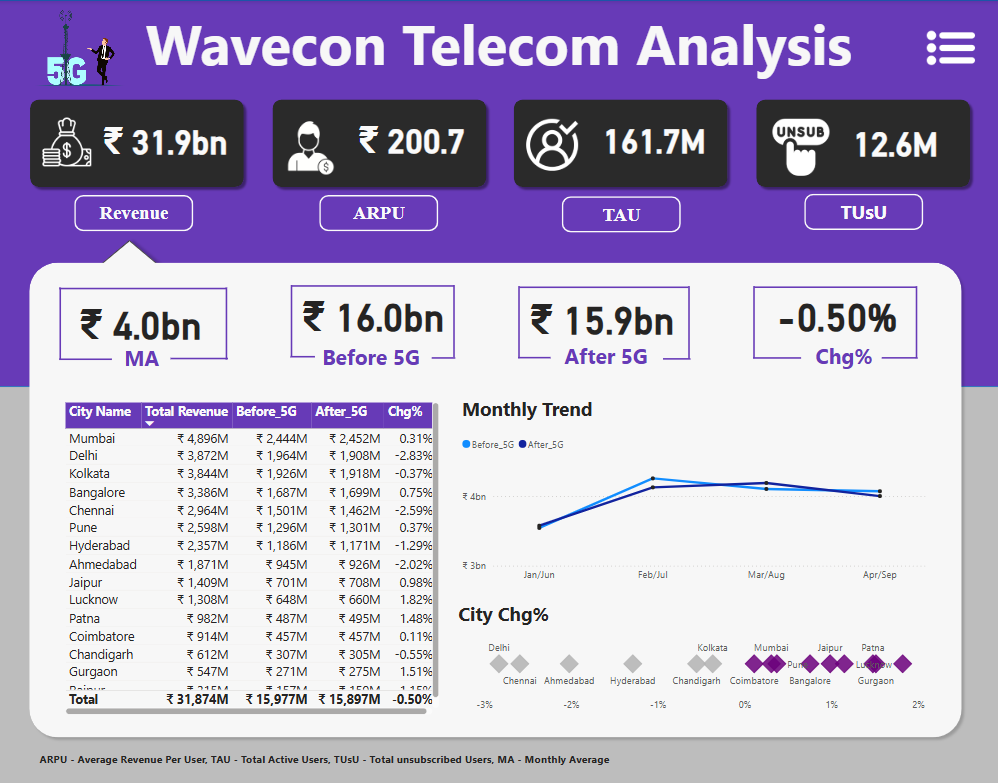 5G
Wavecon Telecom Analysis
$
₹ 31.9bn
$
₹ 200.7
161.7M
UNSUB
12.6M
Revenue
ARPU
TAU
TUsU
₹ 4.0bn
MA
₹ 16.0bn
Before 5G
₹ 15.9bn
After 5G
-0.50%
Chg%
City Name Total Revenue Before_5G After_5G Chg%
Mumbai ₹ 4,896M ₹ 2,444M ₹ 2,452M 0.31%
Delhi ₹ 3,872M ₹ 1,964M ₹ 1,908M -2.83%
Kolkata ₹ 3,844M ₹ 1,926M ₹ 1,918M -0.37%
Bangalore ₹ 3,386M ₹ 1,687M ₹ 1,699M 0.75%
Chennai ₹ 2,964M ₹ 1,501M ₹ 1,462M -2.59%
Pune ₹ 2,598M ₹ 1,296M ₹ 1,301M 0.37%
Hyderabad ₹ 2,357M ₹ 1,186M ₹ 1,171M -1.29%
Ahmedabad ₹ 1,871M ₹ 945M ₹ 926M -2.02%
Jaipur ₹ 1,409M ₹ 701M ₹ 708M 0.98%
Lucknow ₹ 1,308M ₹ 648M ₹ 660M 1.82%
Patna ₹ 982M ₹ 487M ₹ 495M 1.48%
Coimbatore ₹ 914M ₹ 457M ₹ 457M 0.11%
Chandigarh ₹ 612M ₹ 307M ₹ 305M -0.55%
Gurgaon ₹ 547M ₹ 271M ₹ 275M 1.51%
Total ₹ 31,874M ₹ 15,977M ₹ 15,897M -0.50%
Monthly Trend
Before_5G After_5G
₹ 4bn
₹ 3bn
Jan/Jun Feb/Jul Mar/Aug Apr/Sep
City Chg%
Delhi Kolkata Mumbai Jaipur Patna
Lucknow
Chennai Ahmedabad Hyderabad Chandigarh Coimbatore Bangalore Gurgaon
-3% -2% -1% 0% 1% 2%
ARPU - Average Revenue Per User, TAU - Total Active Users, TUsU - Total unsubscribed Users, MA - Monthly Average